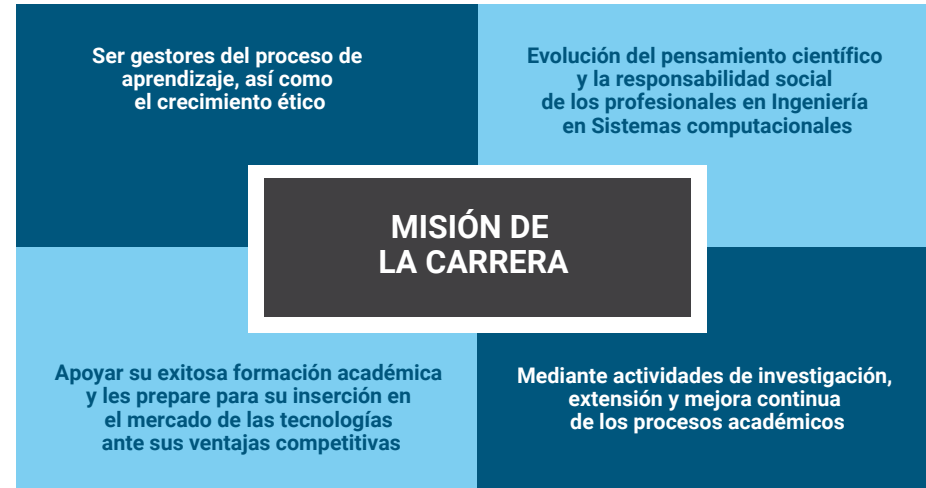 Ser gestores del proceso de
aprendizaje, así como
el crecimiento ético
Evolución del pensamiento científico
y la responsabilidad social
de los profesionales en Ingeniería
en Sistemas computacionales
MISIÓN DE
LA CARRERA
Apoyar su exitosa formación académica
y les prepare para su inserción en
el mercado de las tecnologías
ante sus ventajas competitivas
Mediante actividades de investigación,
extensión y mejora continua
de los procesos académicos